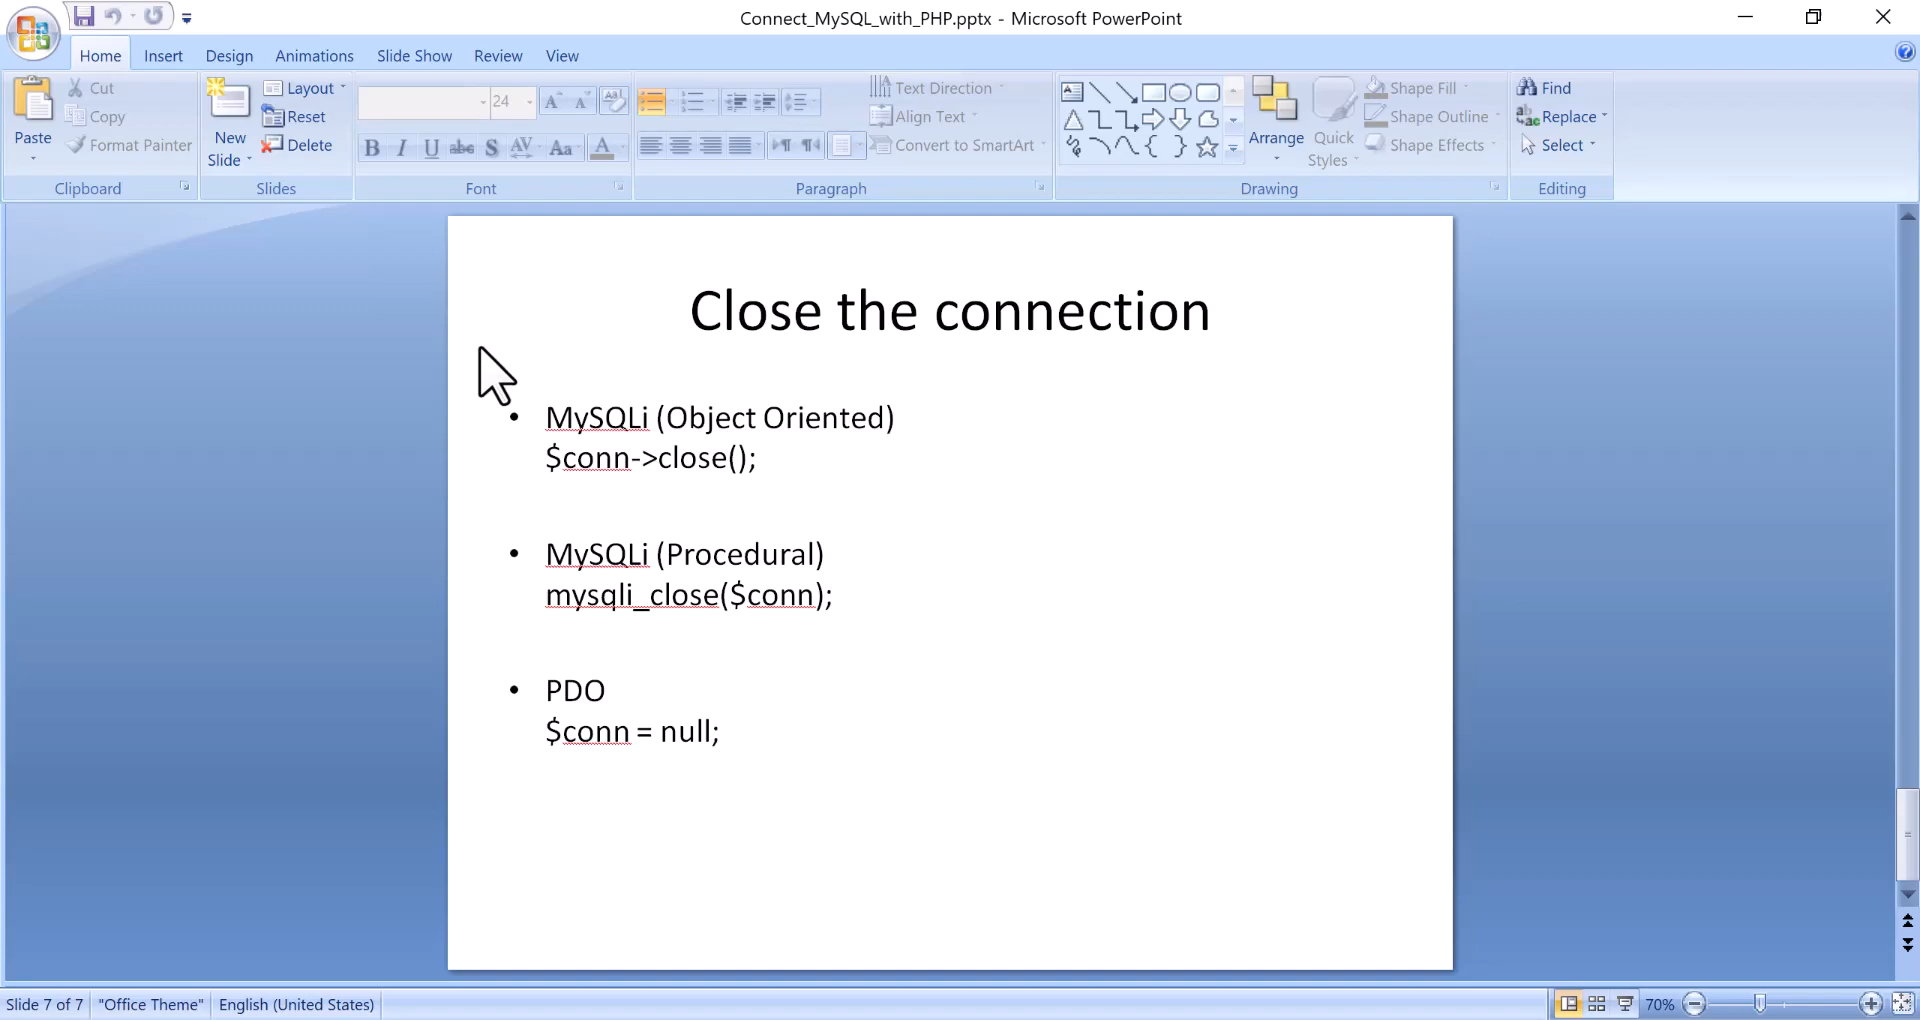 Connect_MySQL_with_PHP.pptx - Microsoft PowerPoint
Home Insert Design Animations Slide Show Review View
Paste
Cut
Copy
Format Painter
Clipboard
New Slide
Layout
Reset
Delete
Slides
24
B I U abc S AV Aa A
Font
Text Direction
Align Text
Convert to SmartArt
Paragraph
Arrange
Quick Styles
Shape Fill
Shape Outline
Shape Effects
Drawing
Find
Replace
Select
Editing
Close the connection
• MySQLi (Object Oriented)
$conn->close();
• MySQLi (Procedural)
mysqli_close($conn);
• PDO
$conn = null;
Slide 7 of 7 "Office Theme" English (United States) 70%